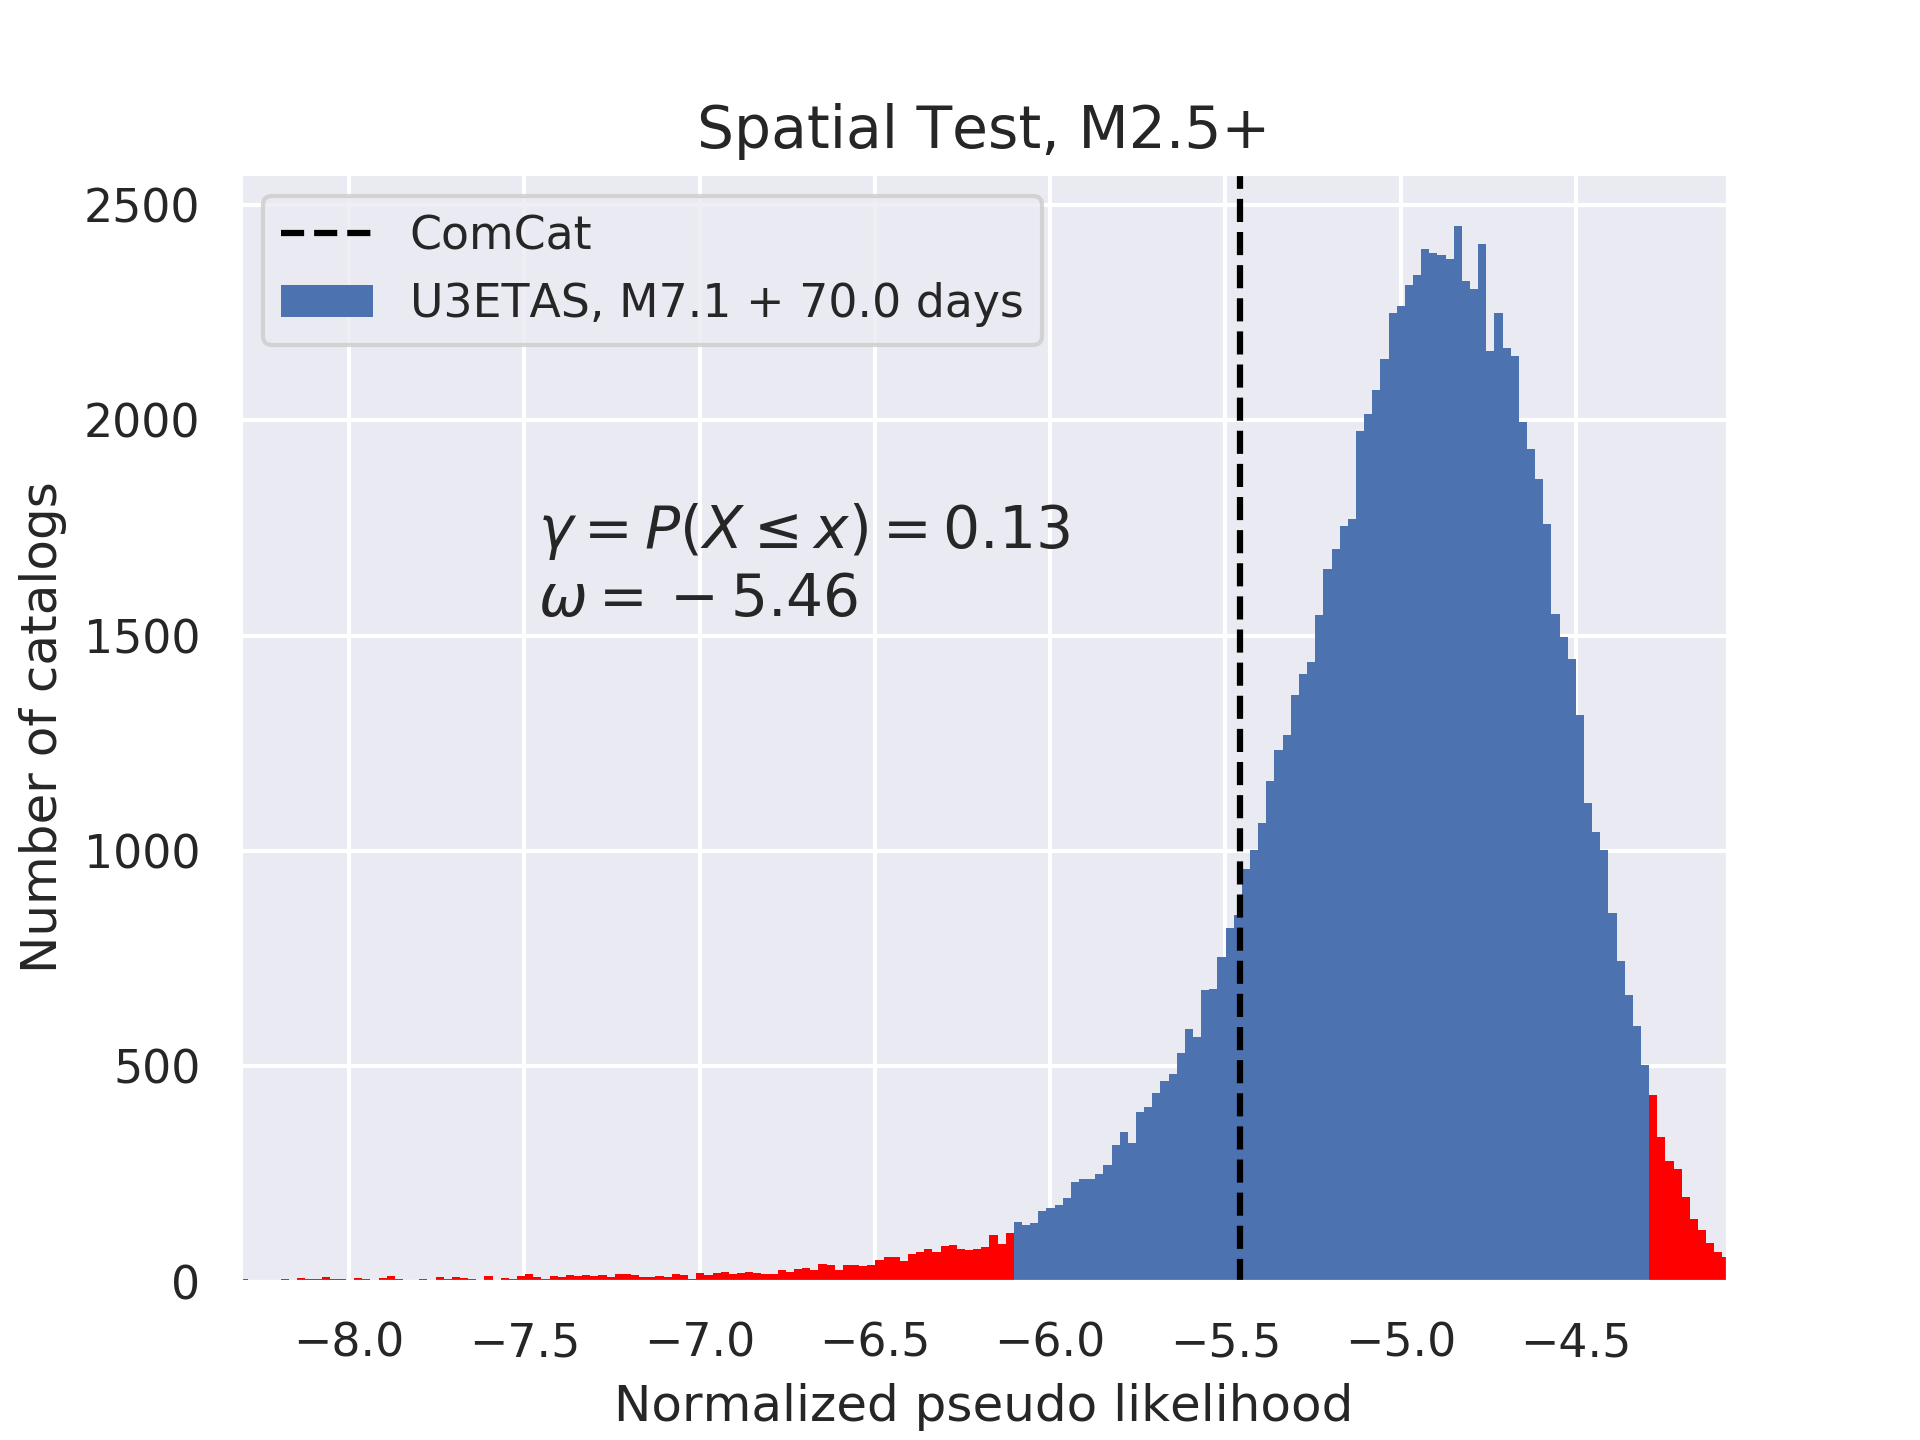 Spatial Test, M2.5+
ComCat
U3ETAS, M7.1 + 70.0 days
γ = P(X ≤ x) = 0.13
ω = −5.46
Number of catalogs
2500
2000
1500
1000
500
0
−8.0 −7.5 −7.0 −6.5 −6.0 −5.5 −5.0 −4.5
Normalized pseudo likelihood